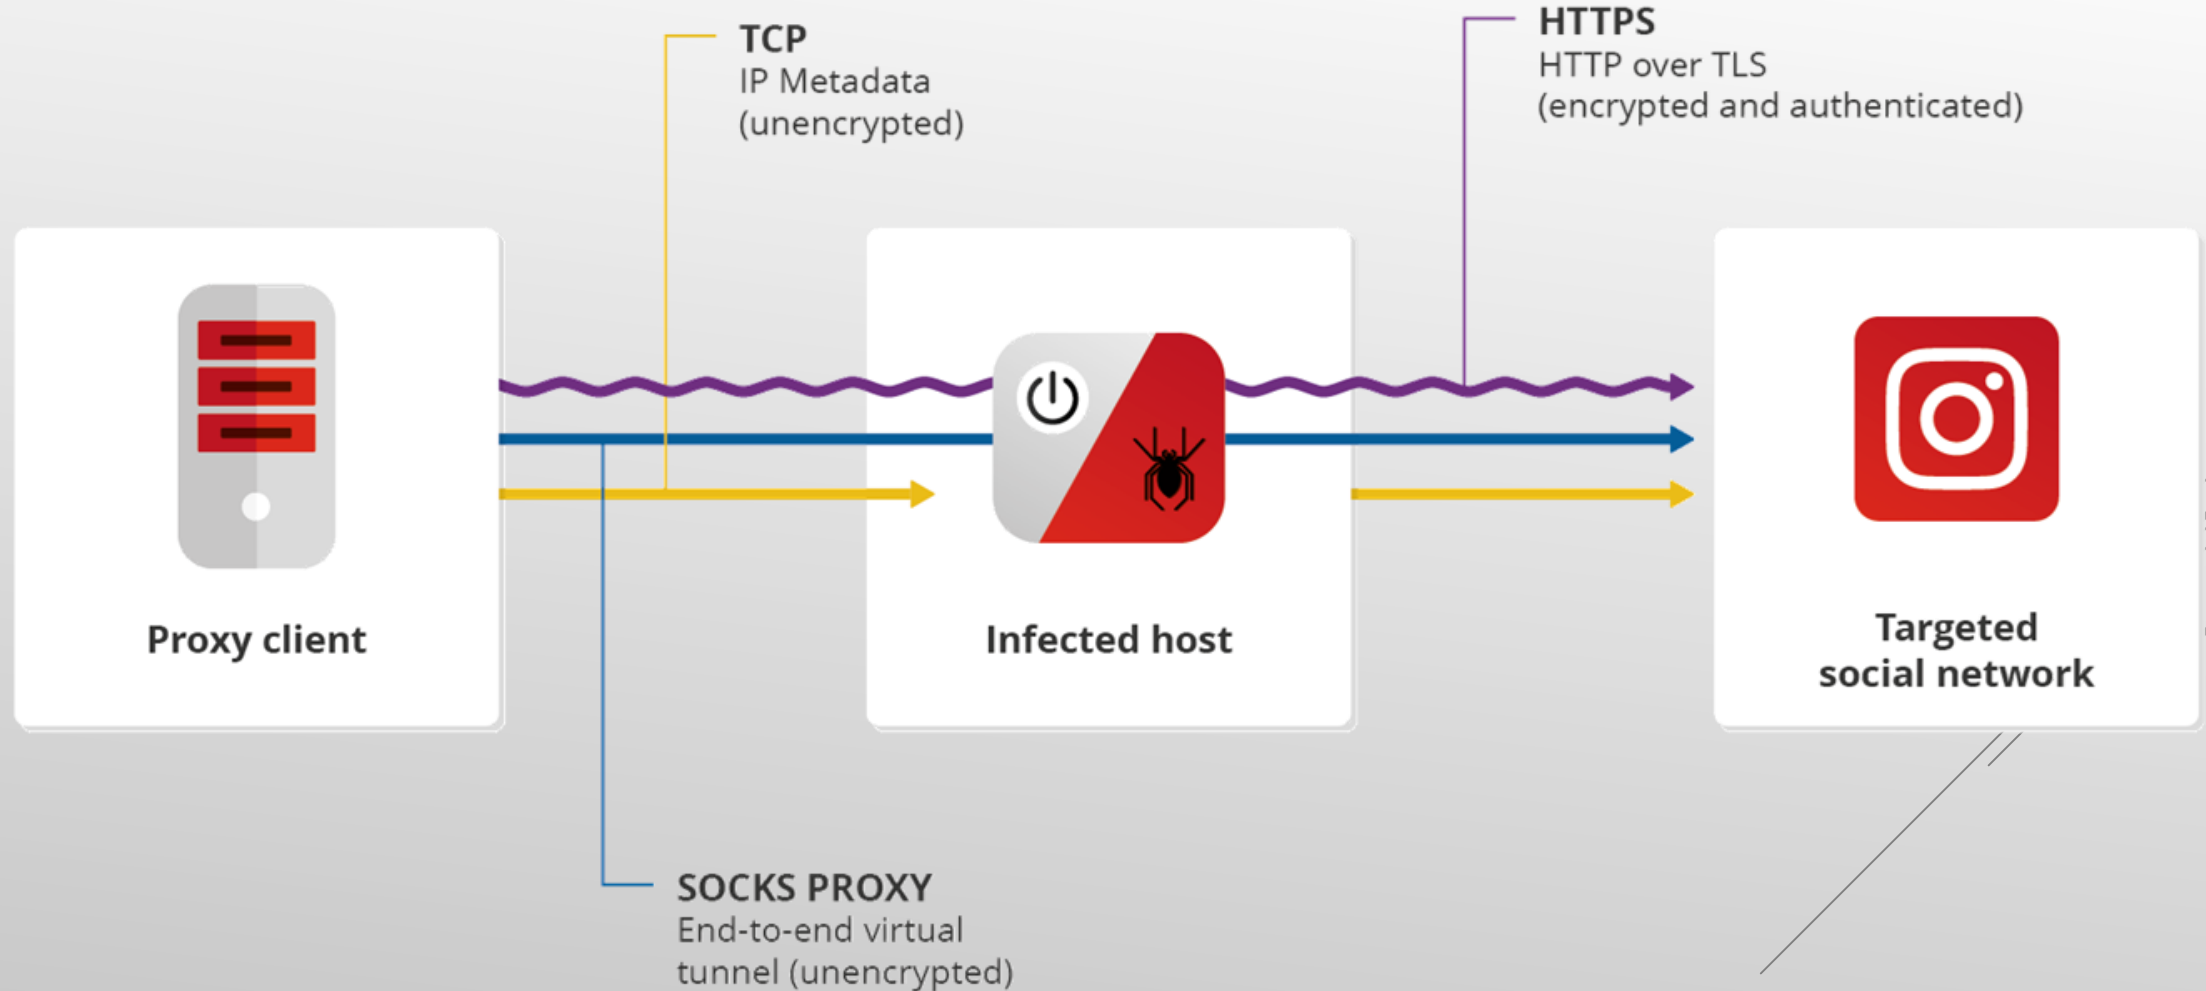 TCP
IP Metadata
(unencrypted)
HTTPS
HTTP over TLS
(encrypted and authenticated)
Proxy client
Infected host
Targeted
social network
SOCKS PROXY
End-to-end virtual
tunnel (unencrypted)